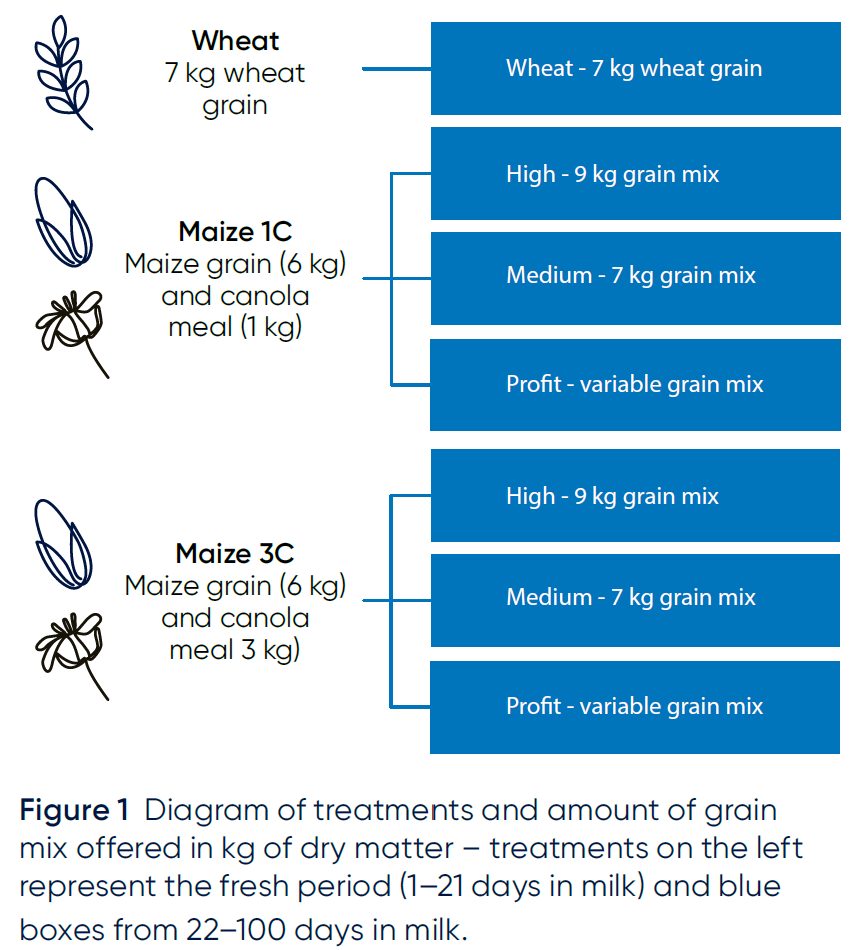 Wheat
7 kg wheat
grain
Wheat - 7 kg wheat grain
Maize 1C
Maize grain (6 kg)
and canola
meal (1 kg)
High - 9 kg grain mix
Medium - 7 kg grain mix
Profit - variable grain mix
Maize 3C
Maize grain (6 kg)
and canola
meal 3 kg)
High - 9 kg grain mix
Medium - 7 kg grain mix
Profit - variable grain mix
Figure 1 Diagram of treatments and amount of grain
mix offered in kg of dry matter – treatments on the left
represent the fresh period (1–21 days in milk) and blue
boxes from 22–100 days in milk.